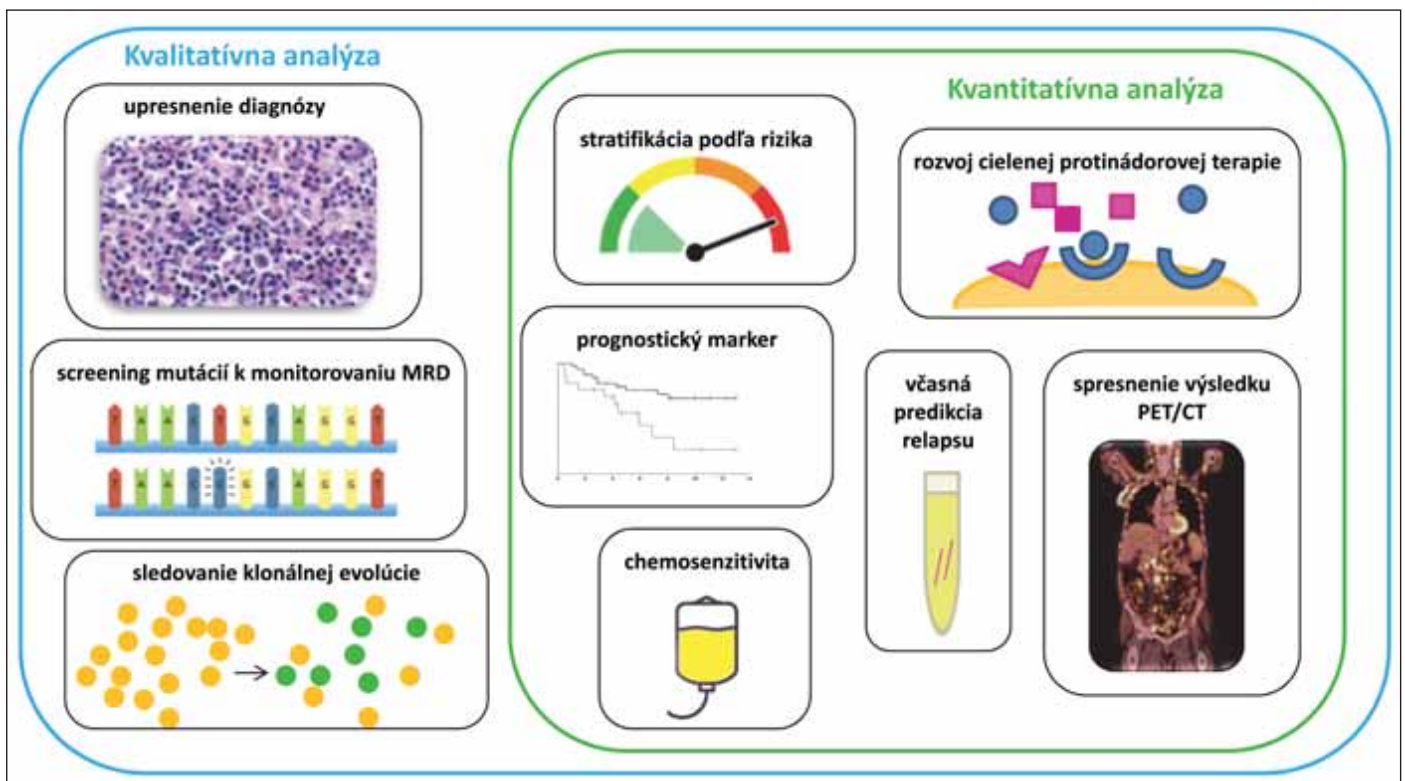 Kvalitatívna analýza
upresnenie diagnózy
screening mutácií k monitorovaniu MRD
T A A C T G C A G G T
T A A C G C A G G T
sledovanie klonálnej evolúcie
Kvantitatívna analýza
stratifikácia podľa rizika
rozvoj cielenej protinádorovej terapie
prognostický marker
včasná
predikcia
relapsu
spresnenie výsledku
PET/CT
chemosenzitivita